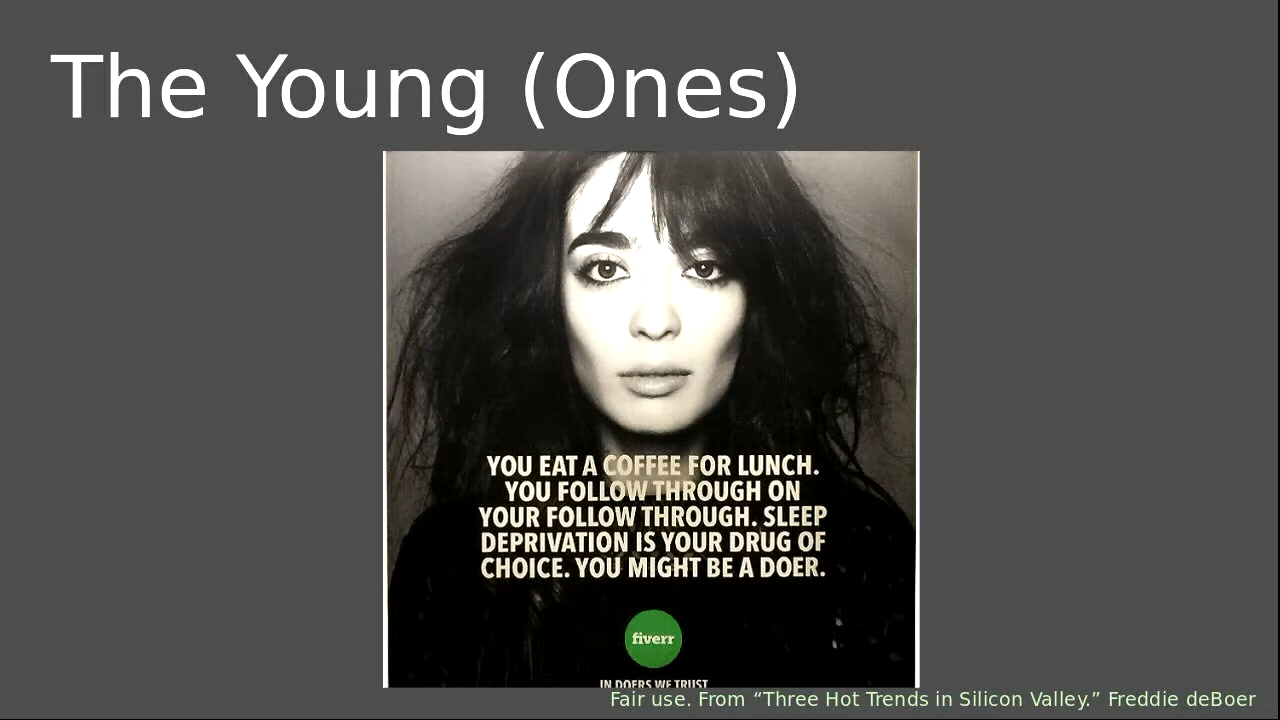 The Young (Ones)
YOU EAT A COFFEE FOR LUNCH.
YOU FOLLOW THROUGH ON
YOUR FOLLOW THROUGH. SLEEP
DEPRIVATION IS YOUR DRUG OF
CHOICE. YOU MIGHT BE A DOER.
fiverr
IN DOERS WE TRUST
Fair use. From “Three Hot Trends in Silicon Valley.” Freddie deBoer